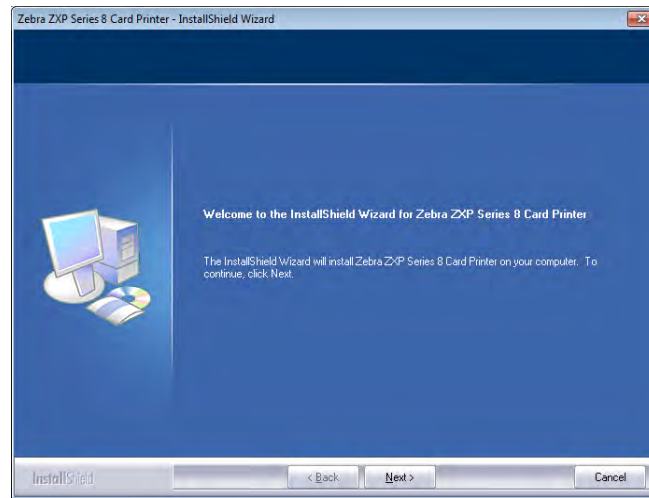 Zebra ZXP Series 8 Card Printer - InstallShield Wizard
Welcome to the InstallShield Wizard for Zebra ZXP Series 8 Card Printer
The InstallShield Wizard will install Zebra ZXP Series 8 Card Printer on your computer. To
continue, click Next.
InstallShield
< Back
Next >
Cancel